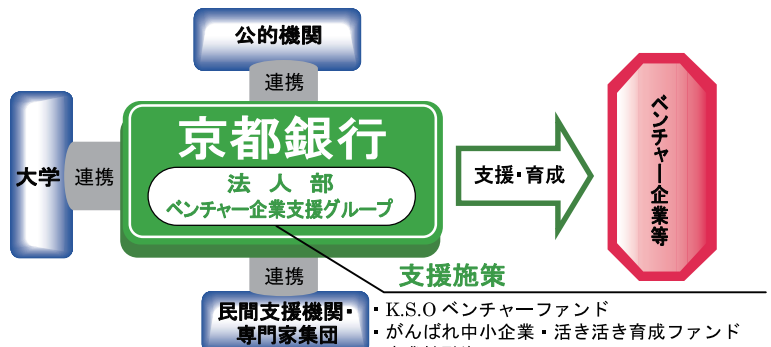 公的機関
連携
京都銀行
法人部
ベンチャー企業支援グループ
大学
連携
支援・育成
ベンチャー企業等
連携
民間支援機関・
専門家集団
支援施策
・K.S.O ベンチャーファンド
・がんばれ中小企業・活き活き育成ファンド